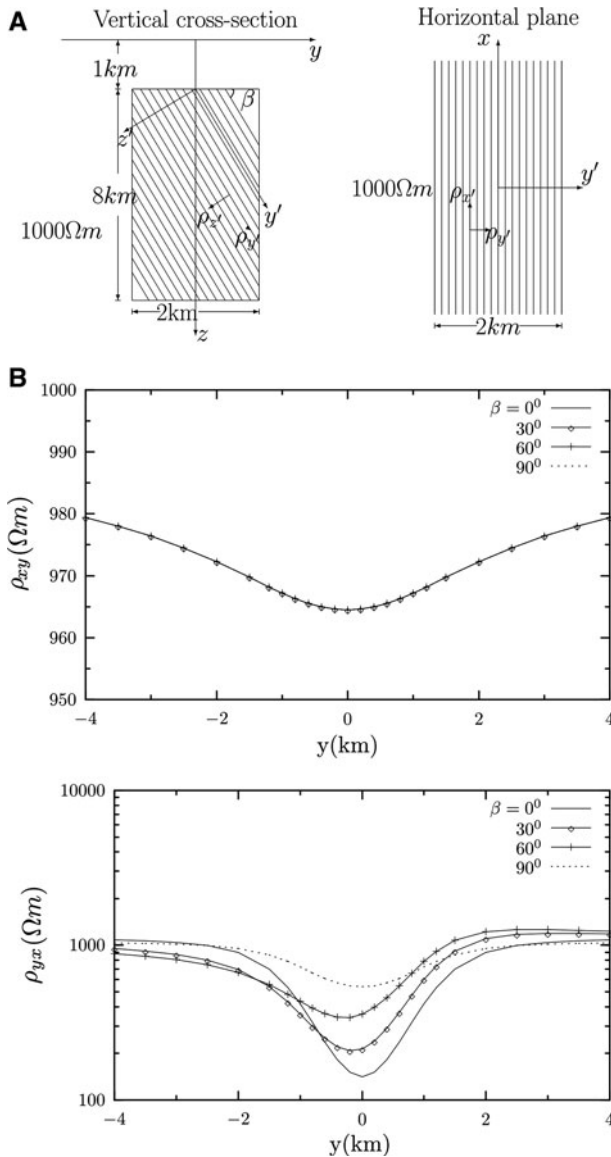 A
Vertical cross-section
Horizontal plane
y
x
1km
β
z′
y′
8km
1000Ωm
ρx′
ρz′
y′
ρy′
ρy′
1000Ωm
2km
z
2km
B
1000
990
980
970
960
950
ρxy(Ωm)
β = 0⁰
30⁰
60⁰
90⁰
−4
−2
0
2
4
y(km)
10000
1000
100
ρyx(Ωm)
β = 0⁰
30⁰
60⁰
90⁰
−4
−2
0
2
4
y(km)